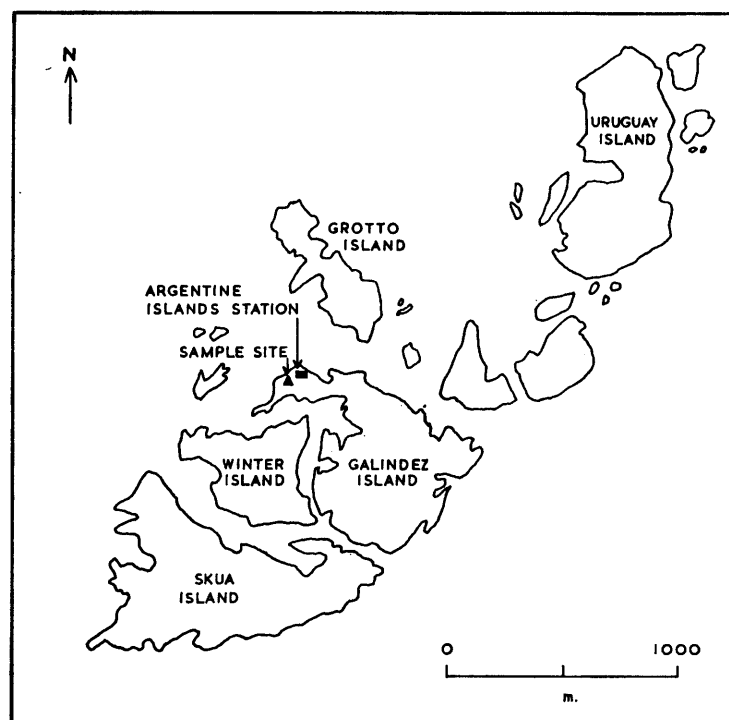 N
URUGUAY
ISLAND
GROTTO
ISLAND
ARGENTINE
ISLANDS STATION
SAMPLE SITE
WINTER
ISLAND
GALINDEZ
ISLAND
SKUA
ISLAND
0 1000
m.